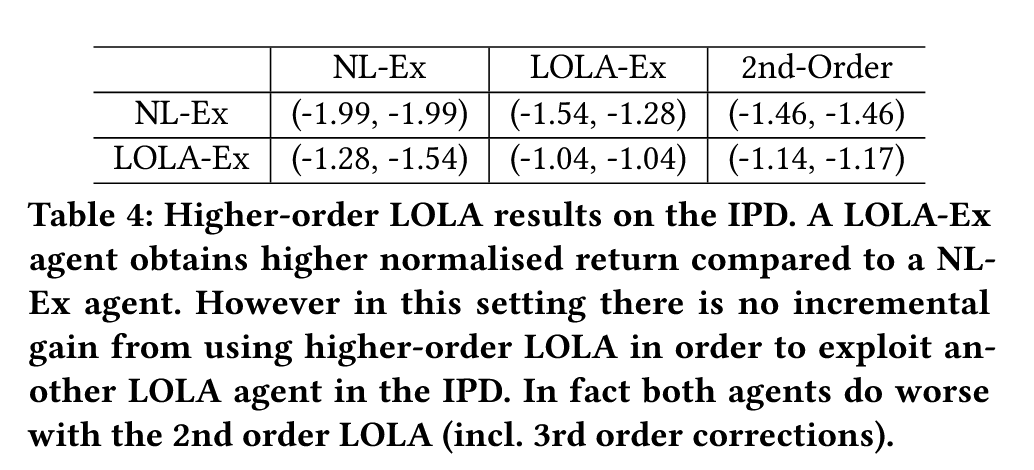 NL-Ex LOLA-Ex 2nd-Order
NL-Ex (-1.99, -1.99) (-1.54, -1.28) (-1.46, -1.46)
LOLA-Ex (-1.28, -1.54) (-1.04, -1.04) (-1.14, -1.17)
Table 4: Higher-order LOLA results on the IPD. A LOLA-Ex
agent obtains higher normalised return compared to a NL-
Ex agent. However in this setting there is no incremental
gain from using higher-order LOLA in order to exploit an-
other LOLA agent in the IPD. In fact both agents do worse
with the 2nd order LOLA (incl. 3rd order corrections).